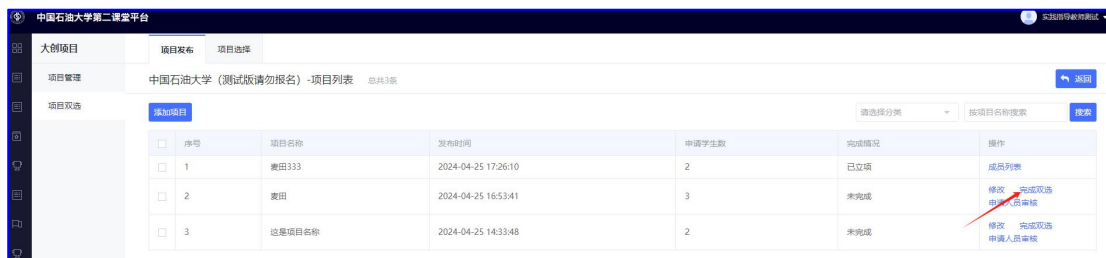 中国石油大学第二课堂平台
实践指导教师测试
大创项目
项目发布 项目选择
项目管理
中国石油大学（测试版请勿报名）-项目列表 总共3条
返回
项目双选
添加项目
请选择分类
按项目名称搜索
搜索
序号 项目名称 发布时间 申请学生数 完成情况 操作
1 麦田333 2024-04-25 17:26:10 2 已立项 成员列表
2 麦田 2024-04-25 16:53:41 3 未完成 修改 完成双选
申请人员审核
3 这是项目名称 2024-04-25 14:33:48 2 未完成 修改 完成双选
申请人员审核